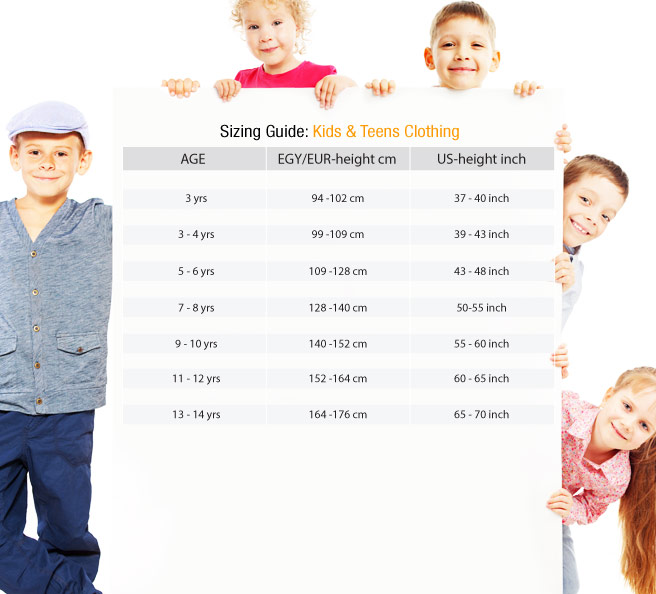 Sizing Guide: Kids & Teens Clothing
AGE EGY/EUR-height cm US-height inch
3 yrs 94 -102 cm 37 - 40 inch
3 - 4 yrs 99 -109 cm 39 - 43 inch
5 - 6 yrs 109 -128 cm 43 - 48 inch
7 - 8 yrs 128 -140 cm 50-55 inch
9 - 10 yrs 140 -152 cm 55 - 60 inch
11 - 12 yrs 152 -164 cm 60 - 65 inch
13 - 14 yrs 164 -176 cm 65 - 70 inch